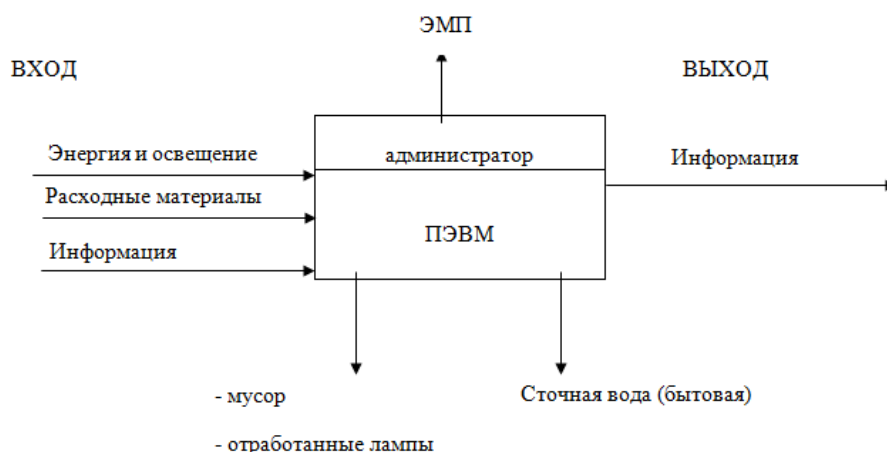 ЭМП
ВХОД
ВЫХОД
Энергия и освещение
администратор
Информация
Расходные материалы
ПЭВМ
Информация
- мусор
Сточная вода (бытовая)
- отработанные лампы